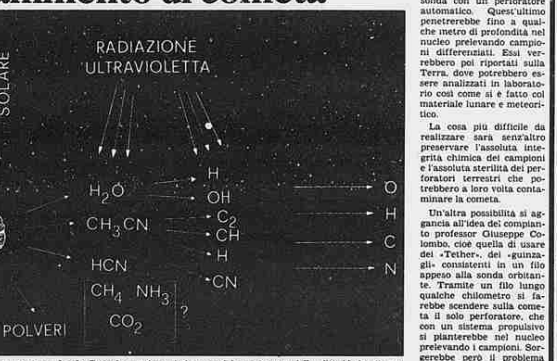 amento di cometa
SOLARE
RADIAZIONE
ULTRAVIOLETTA
H₂O
CH₃CN
HCN
CH₄ NH₃
CO₂
?
H
OH
C₂
CH
H
CN
O
H
C
N
POLVERI
sonda con un perforatore
automatico. Quest'ultimo
penetrerebbe fino a qual-
che metro di profondità nel
nucleo prelevando campio-
ni differenziati. Essi ver-
rebbero poi riportati sulla
Terra, dove potrebbero es-
sere analizzati in laborato-
rio così come si è fatto col
materiale lunare e meteori-
tico.
La cosa più difficile da
realizzare sarà senz'altro
preservare l'assoluta inte-
grità chimica dei campioni
e l'assoluta sterilità dei per-
foratori terrestri che po-
trebbero a loro volta conta-
minare la cometa.
Un'altra possibilità si ag-
gancia all'idea del compian-
to professor Giuseppe Co-
lombo, cioè quella di usare
dei «Tether», dei «guinza-
gli» consistenti in un filo
appeso alla sonda orbitan-
te. Tramite un filo lungo
qualche chilometro si fa-
rebbe scendere sulla come-
ta il solo perforatore, che
con un sistema propulsivo
si pianterebbe nel nucleo
prelevando i campioni. Sor-
gerebbe però il problema